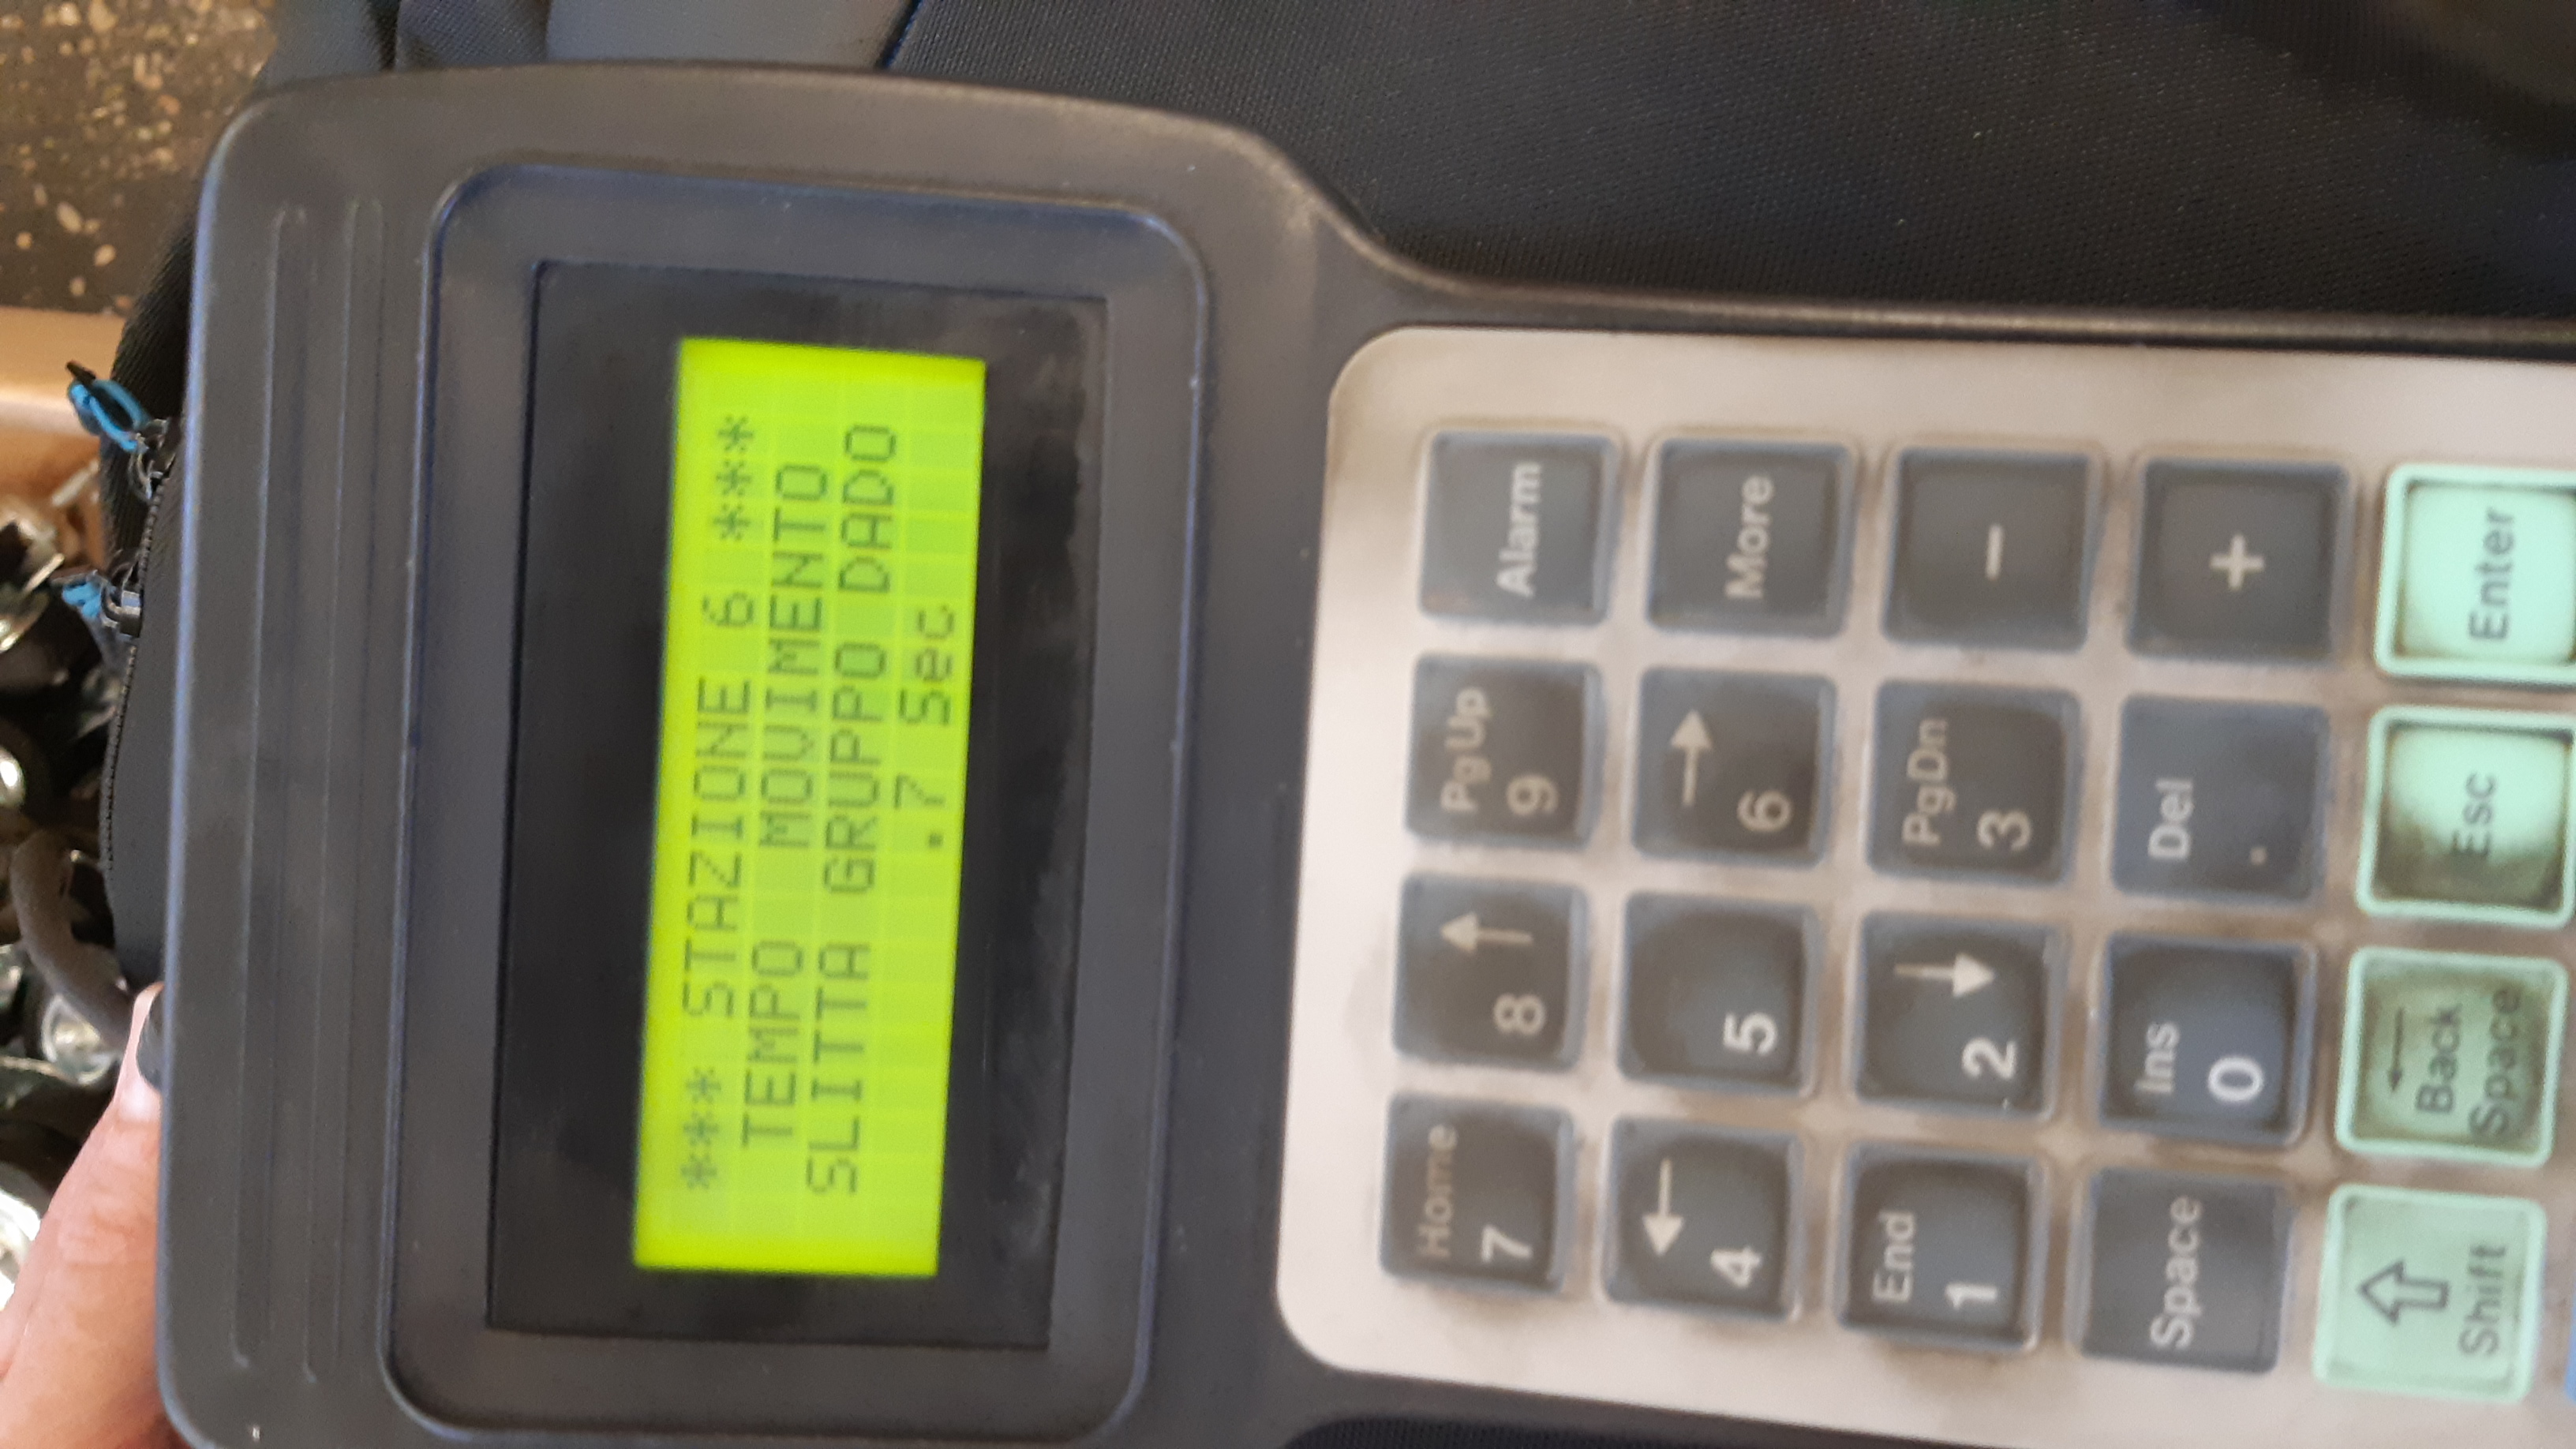 *** STAZIONE 6 ***
TEMPO MOVIMENTO
SLITTA GRUPPO DADO
.7 Sec
Home
7
8
PgUp
9
Alarm
4
5
6
More
End
1
2
PgDn
3
-
Space
Ins
0
Del
.
+
Shift
Back
Space
Esc
Enter